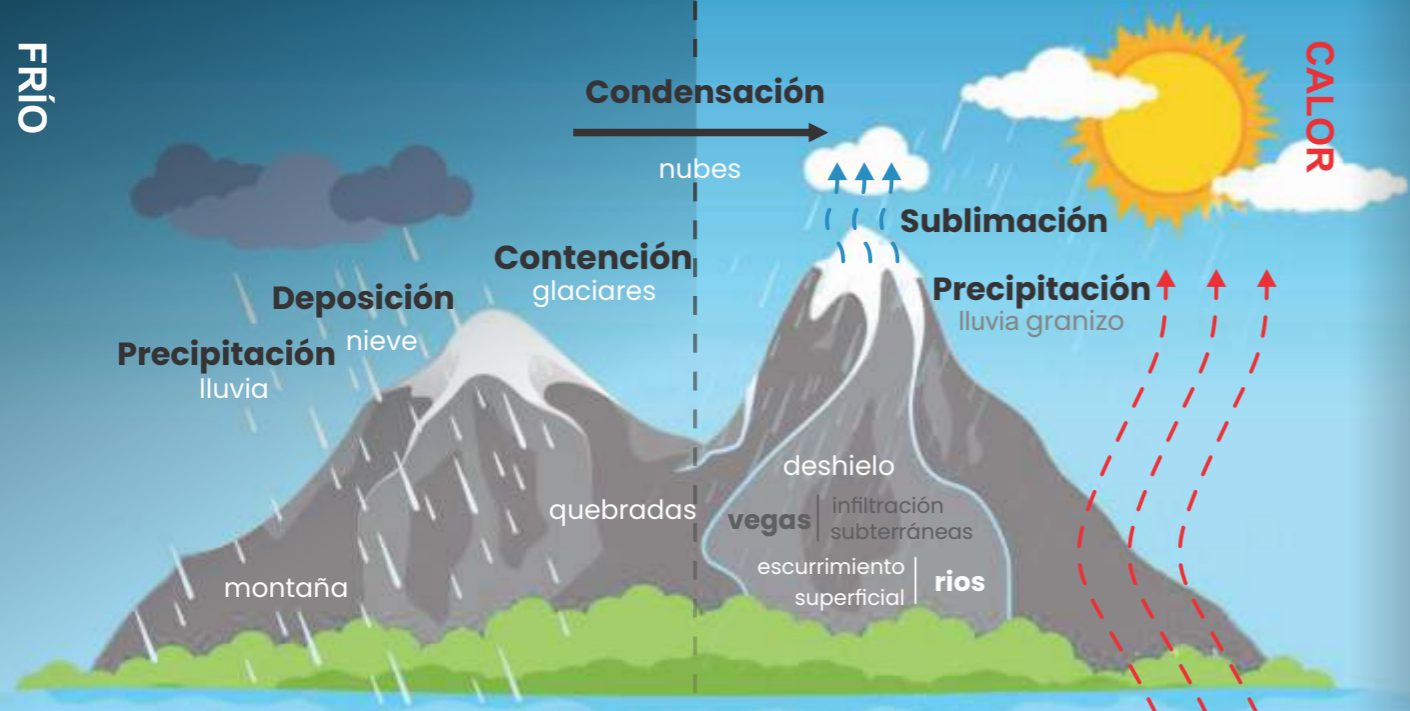 FRÍO
CALOR
Condensación
nubes
Sublimación
Contención
glaciares
Deposición
nieve
Precipitación
lluvia
Precipitación
lluvia granizo
deshielo
quebradas
vegas
infiltración
subterráneas
escurrimiento
superficial
rios
montaña